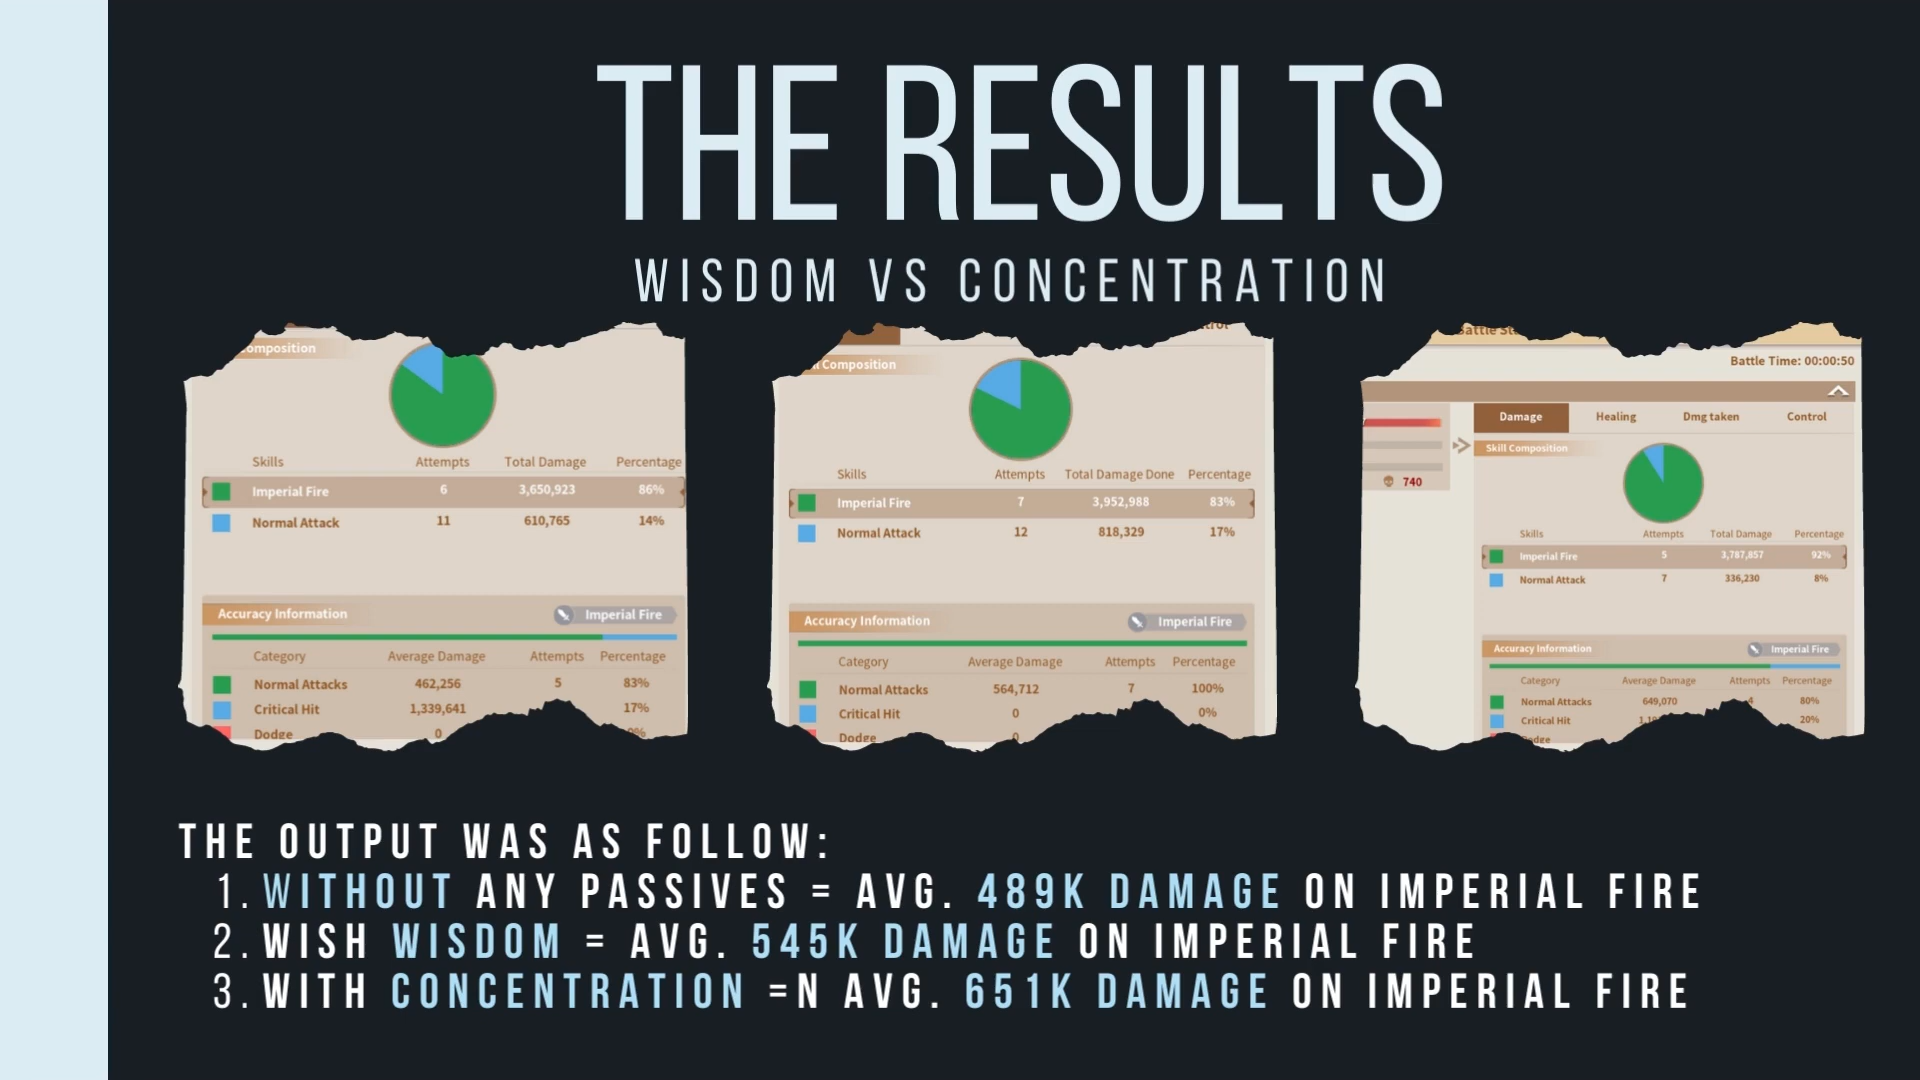 THE RESULTS
WISDOM VS CONCENTRATION
omposition
Skills Attempts Total Damage Percentage
Imperial Fire 6 3,650,923 86%
Normal Attack 11 610,765 14%
Accuracy Information Imperial Fire
Category Average Damage Attempts Percentage
Normal Attacks 462,256 5 83%
Critical Hit 1,339,641 17%
Dodge 0 0%
trol
Composition
Skills Attempts Total Damage Done Percentage
Imperial Fire 7 3,952,988 83%
Normal Attack 12 818,329 17%
Accuracy Information Imperial Fire
Category Average Damage Attempts Percentage
Normal Attacks 564,712 7 100%
Critical Hit 0 0%
Dodge 0
Battle
Battle Time: 00:00:50
Damage Healing Dmg taken Control
740
Skill Composition
Skills Attempts Total Damage Percentage
Imperial Fire 5 3,787,857 92%
Normal Attack 7 336,230 8%
Accuracy Information Imperial Fire
Category Average Damage Attempts Percentage
Normal Attacks 649,070 4 80%
Critical Hit 20%
Dodge
THE OUTPUT WAS AS FOLLOW:
1. WITHOUT ANY PASSIVES = AVG. 489K DAMAGE ON IMPERIAL FIRE
2. WISH WISDOM = AVG. 545K DAMAGE ON IMPERIAL FIRE
3. WITH CONCENTRATION =N AVG. 651K DAMAGE ON IMPERIAL FIRE